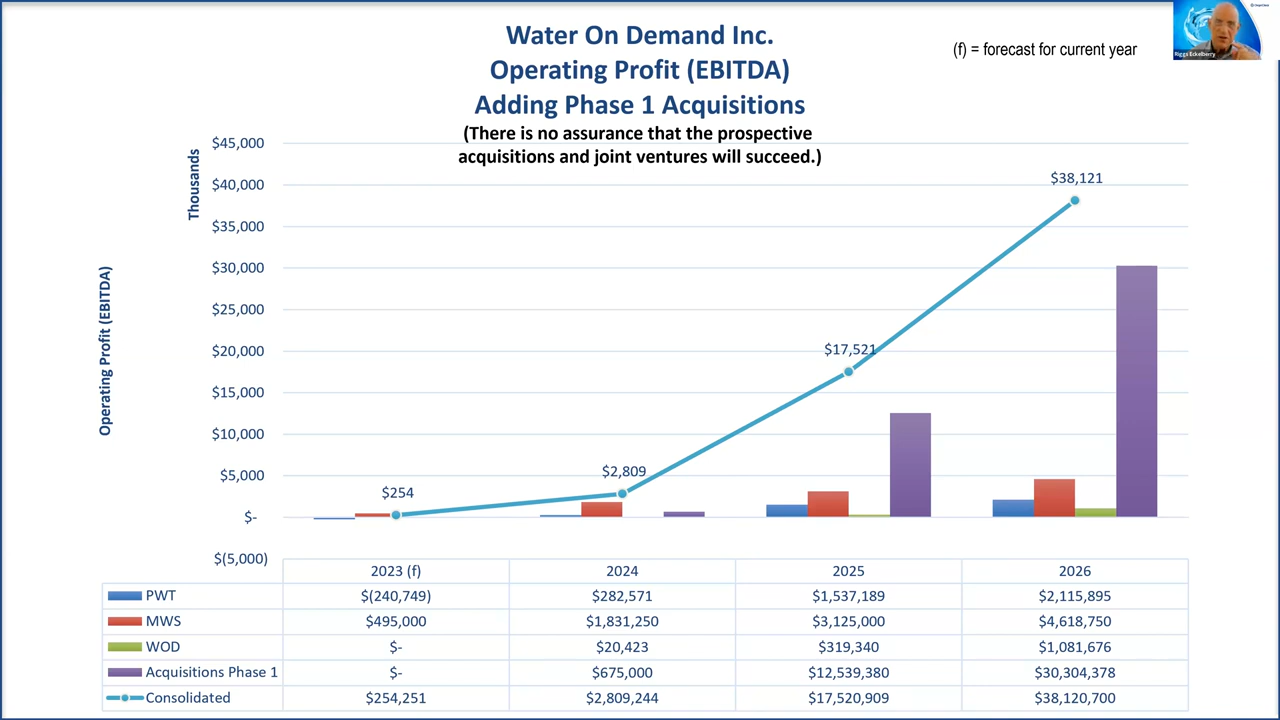 Water On Demand Inc.
Operating Profit (EBITDA)
Adding Phase 1 Acquisitions
(There is no assurance that the prospective
acquisitions and joint ventures will succeed.)
(f) = forecast for current year
Riggs Eckelberry
Operating Profit (EBITDA)
Thousands
$45,000
$40,000
$35,000
$30,000
$25,000
$20,000
$15,000
$10,000
$5,000
$-
$(5,000)
$254
$2,809
$17,521
$38,121
2023 (f) 2024 2025 2026
PWT $(240,749) $282,571 $1,537,189 $2,115,895
MWS $495,000 $1,831,250 $3,125,000 $4,618,750
WOD $- $20,423 $319,340 $1,081,676
Acquisitions Phase 1 $- $675,000 $12,539,380 $30,304,378
Consolidated $254,251 $2,809,244 $17,520,909 $38,120,700